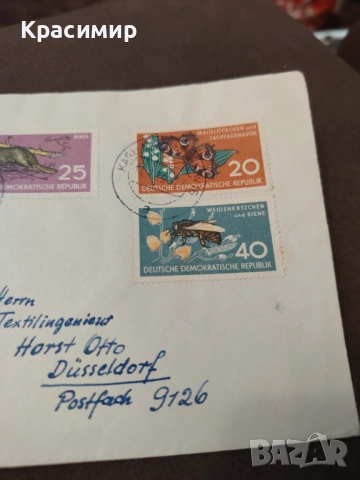 Красимир
BIBER
25
DEUTSCHE DEMOKRATISCHE REPUBLIK
MAIGLÖCKCHEN und
TAGPFAUENAUGE
20
DEUTSCHE DEMOKRATISCHE REPUBLIK
WEIDENKÄTZCHEN
und BIENE
40
DEUTSCHE DEMOKRATISCHE REPUBLIK
Herrn
Textilingenieur
Horst Otto
Düsseldorf
Postfach 9126
BAZAR